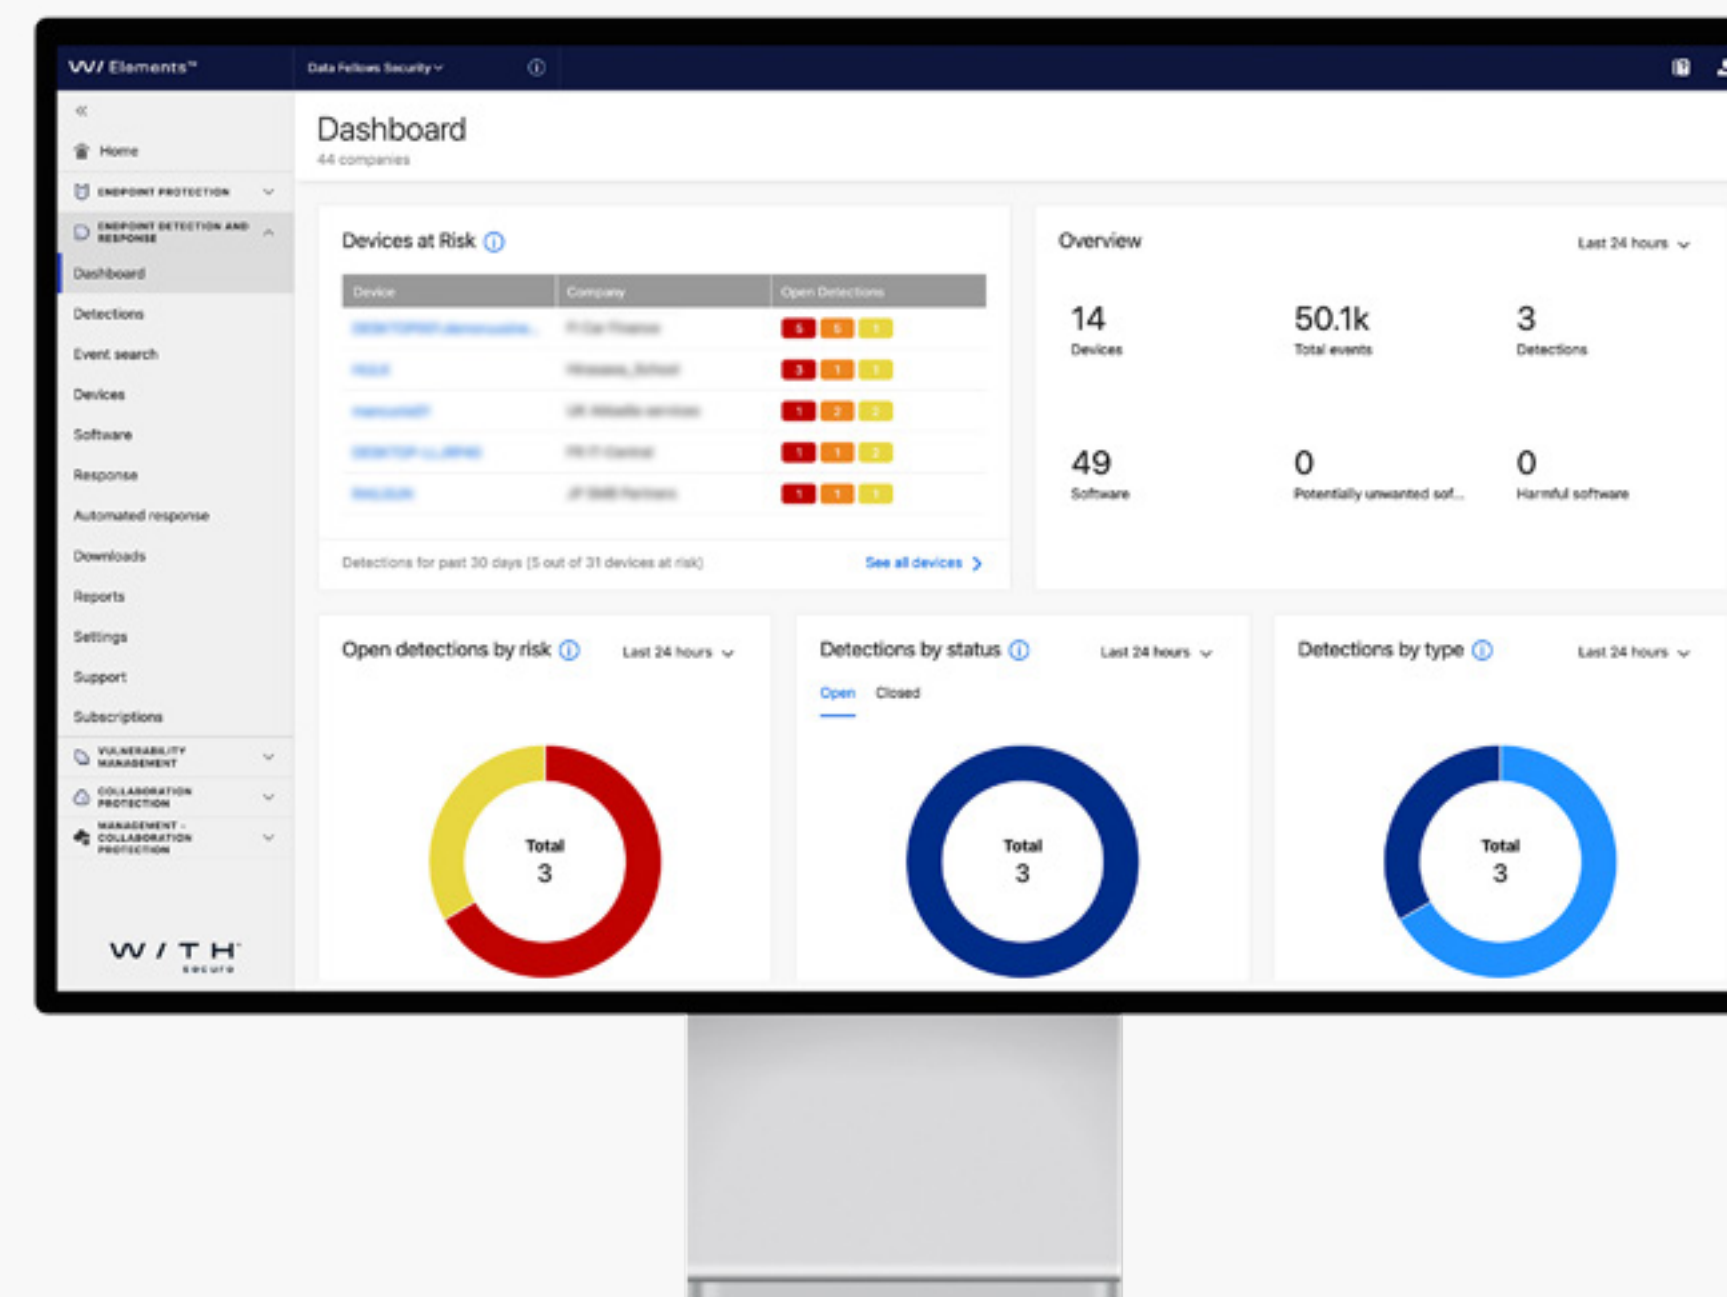 W/ Elements™
Data Fellows Security
Home
ENDPOINT PROTECTION
ENDPOINT DETECTION AND
RESPONSE
Dashboard
Detections
Event search
Devices
Software
Response
Automated response
Downloads
Reports
Settings
Support
Subscriptions
VULNERABILITY
MANAGEMENT
COLLABORATION
PROTECTION
MANAGEMENT -
COLLABORATION
PROTECTION
W / T H
secure
Dashboard
44 companies
Devices at Risk
Device Company Open Detections
5 5 1
3 1 1
1 2 2
1 1 2
1 1 1
Detections for past 30 days (5 out of 31 devices at risk) See all devices
Overview Last 24 hours
14 50.1k 3
Devices Total events Detections
49 0 0
Software Potentially unwanted sof... Harmful software
Open detections by risk Last 24 hours
Total
3
Detections by status Last 24 hours
Open Closed
Total
3
Detections by type Last 24 hours
Total
3